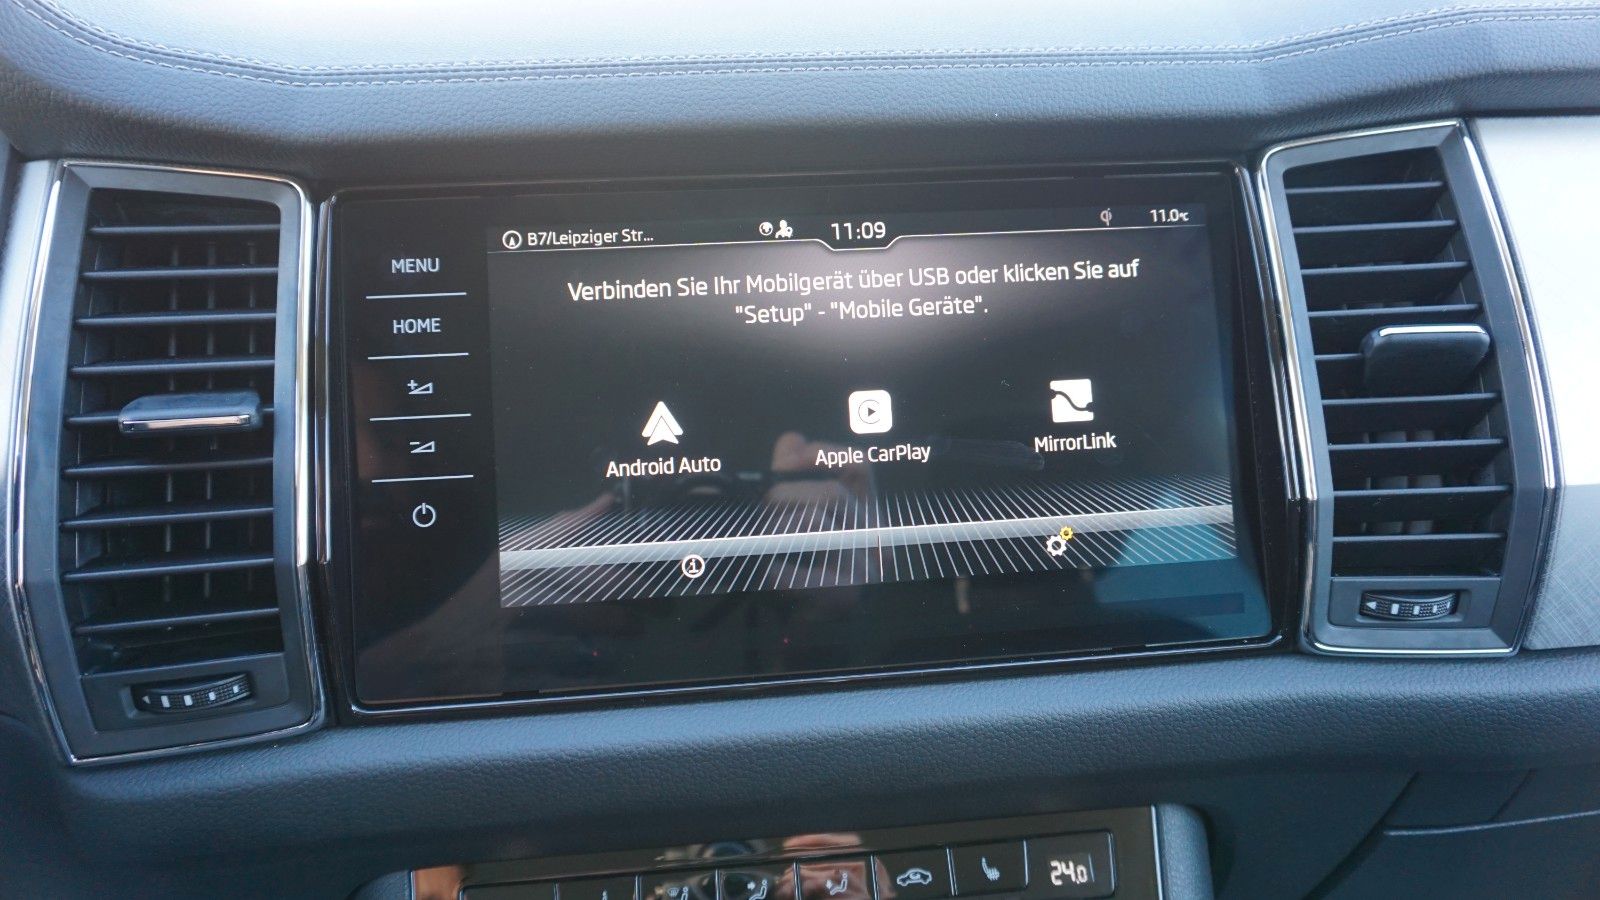 B7/Leipziger Str...
11:09
11.0°C
MENU
HOME
Verbinden Sie Ihr Mobilgerät über USB oder klicken Sie auf
"Setup" - "Mobile Geräte".
Android Auto
Apple CarPlay
MirrorLink
24.0